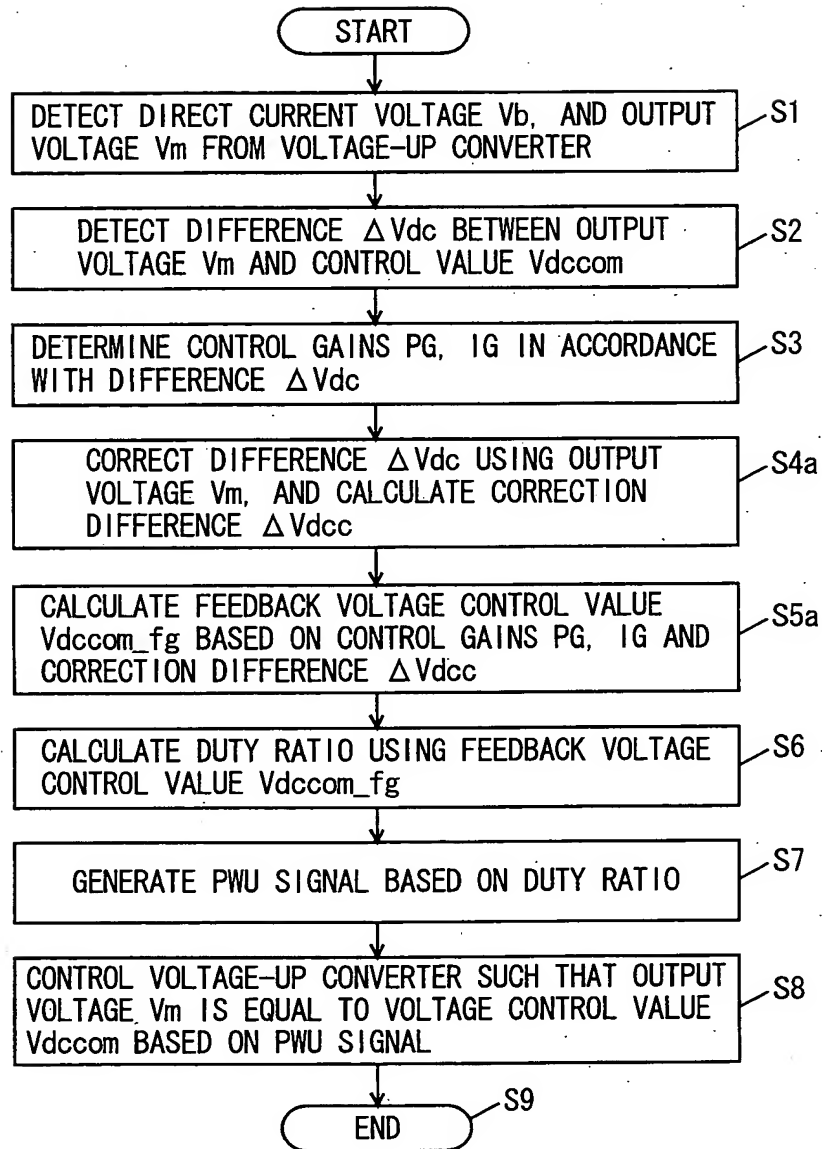 START
DETECT DIRECT CURRENT VOLTAGE Vb, AND OUTPUT
VOLTAGE Vm FROM VOLTAGE-UP CONVERTER
S1
DETECT DIFFERENCE △Vdc BETWEEN OUTPUT
VOLTAGE Vm AND CONTROL VALUE Vdccom
S2
DETERMINE CONTROL GAINS PG, IG IN ACCORDANCE
WITH DIFFERENCE △Vdc
S3
CORRECT DIFFERENCE △Vdc USING OUTPUT
VOLTAGE Vm, AND CALCULATE CORRECTION
DIFFERENCE △Vdcc
S4a
CALCULATE FEEDBACK VOLTAGE CONTROL VALUE
Vdccom_fg BASED ON CONTROL GAINS PG, IG AND
CORRECTION DIFFERENCE △Vdcc
S5a
CALCULATE DUTY RATIO USING FEEDBACK VOLTAGE
CONTROL VALUE Vdccom_fg
S6
GENERATE PWU SIGNAL BASED ON DUTY RATIO
S7
CONTROL VOLTAGE-UP CONVERTER SUCH THAT OUTPUT
VOLTAGE Vm IS EQUAL TO VOLTAGE CONTROL VALUE
Vdccom BASED ON PWU SIGNAL
S8
END
S9